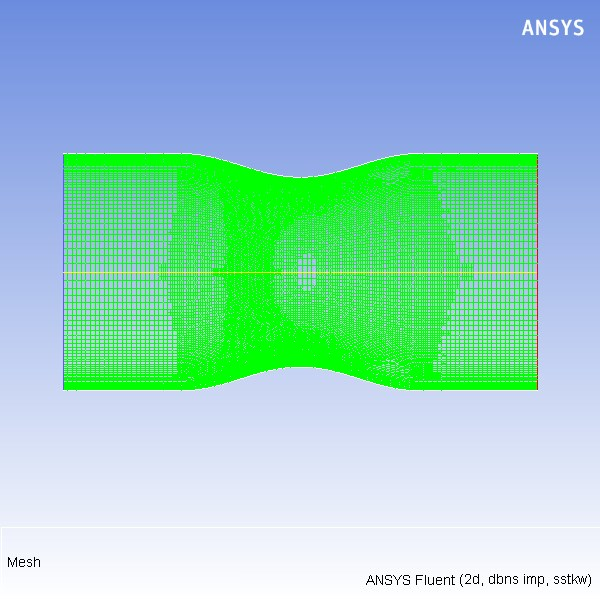 ANSYS
Mesh
ANSYS Fluent (2d, dbns imp, sstkw)